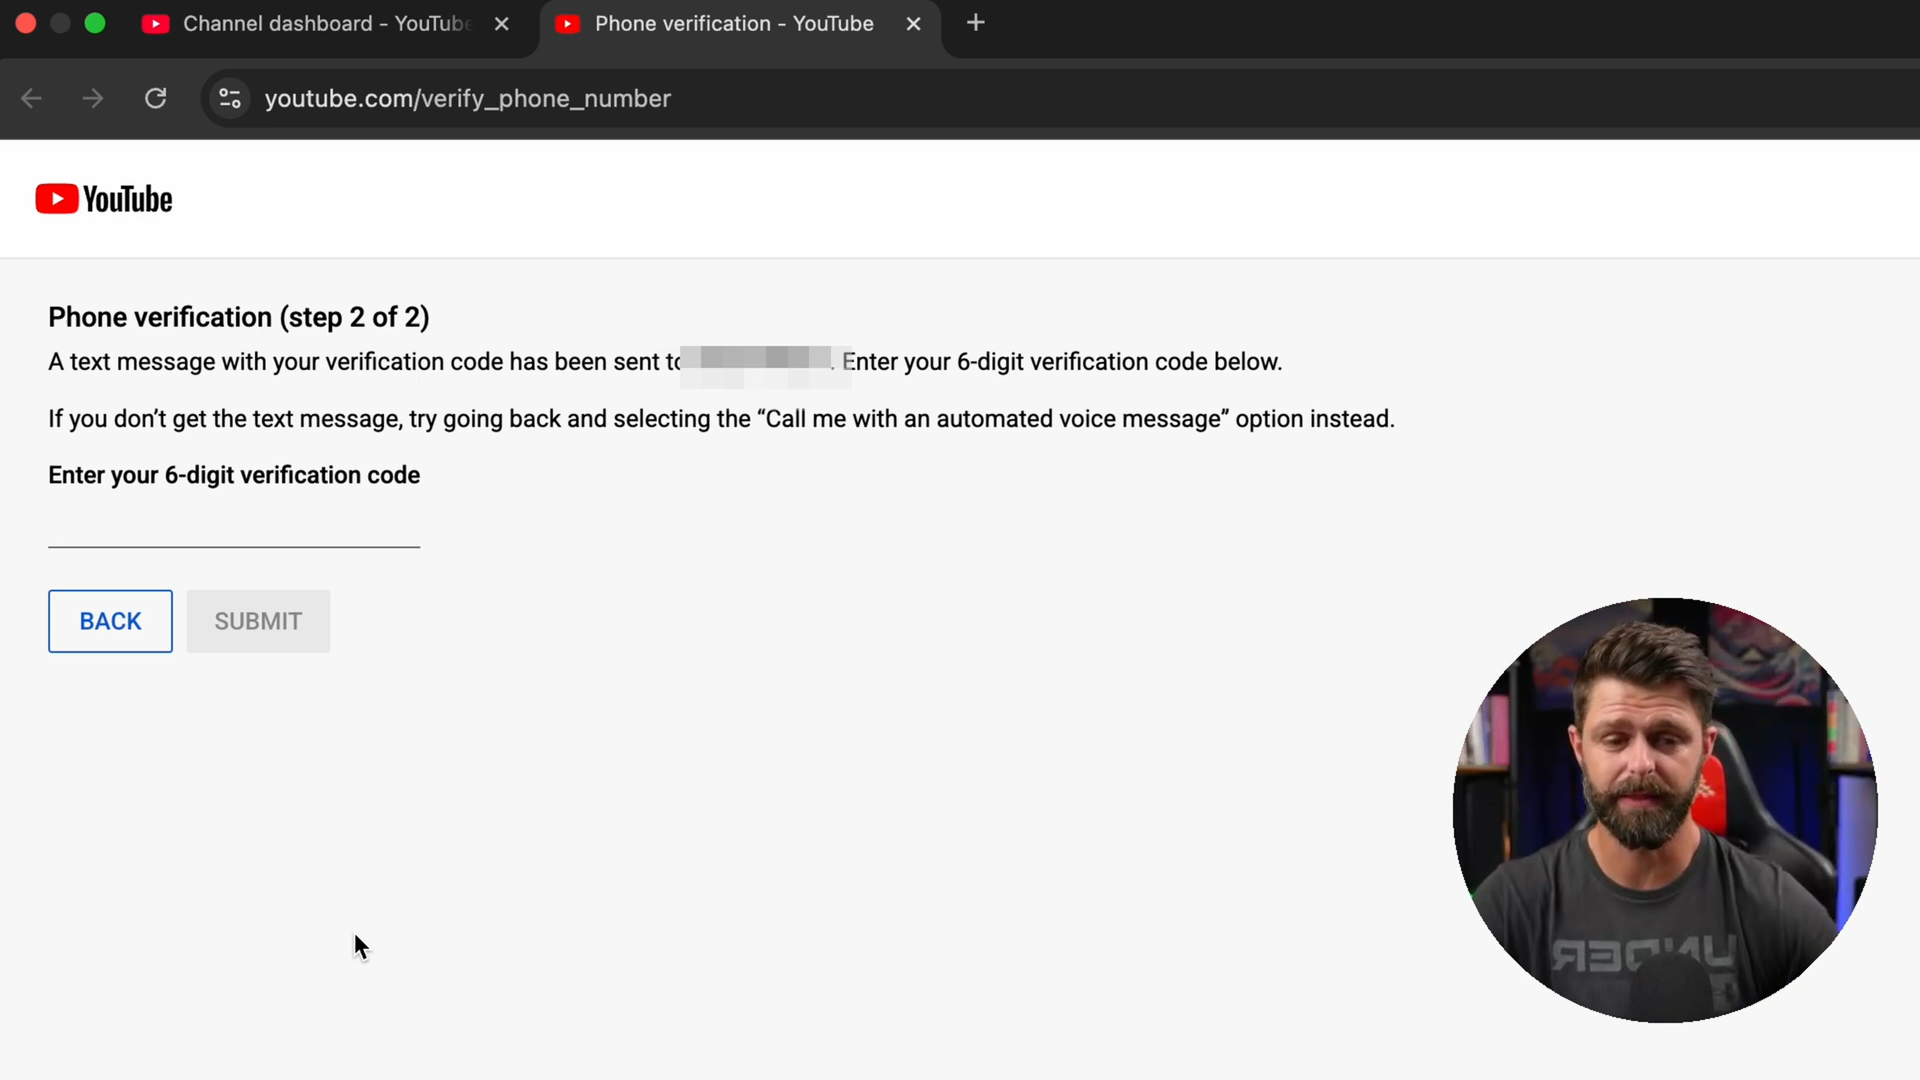 Channel dashboard - YouTube
Phone verification - YouTube
youtube.com/verify_phone_number
YouTube
Phone verification (step 2 of 2)
A text message with your verification code has been sent to . Enter your 6-digit verification code below.
If you don’t get the text message, try going back and selecting the “Call me with an automated voice message” option instead.
Enter your 6-digit verification code
BACK SUBMIT
UNDER